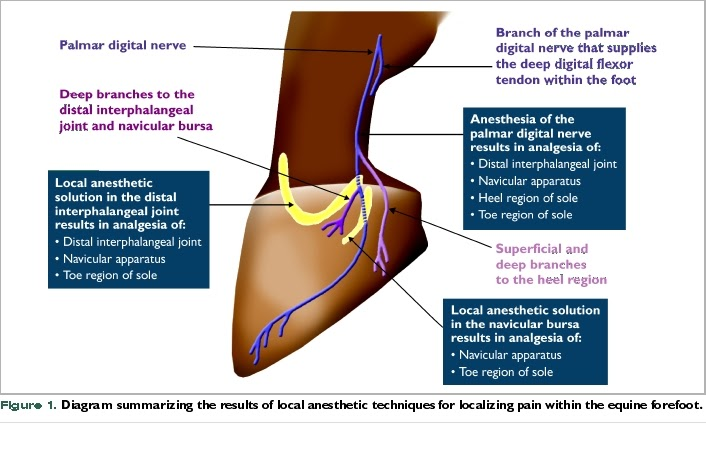 Palmar digital nerve
Branch of the palmar
digital nerve that supplies
the deep digital flexor
tendon within the foot
Deep branches to the
distal interphalangeal
joint and navicular bursa
Anesthesia of the
palmar digital nerve
results in analgesia of:
• Distal interphalangeal joint
• Navicular apparatus
• Heel region of sole
• Toe region of sole
Local anesthetic
solution in the distal
interphalangeal joint
results in analgesia of:
• Distal interphalangeal joint
• Navicular apparatus
• Toe region of sole
Superficial and
deep branches
to the heel region
Local anesthetic solution
in the navicular bursa
results in analgesia of:
• Navicular apparatus
• Toe region of sole
Figure 1. Diagram summarizing the results of local anesthetic techniques for localizing pain within the equine forefoot.